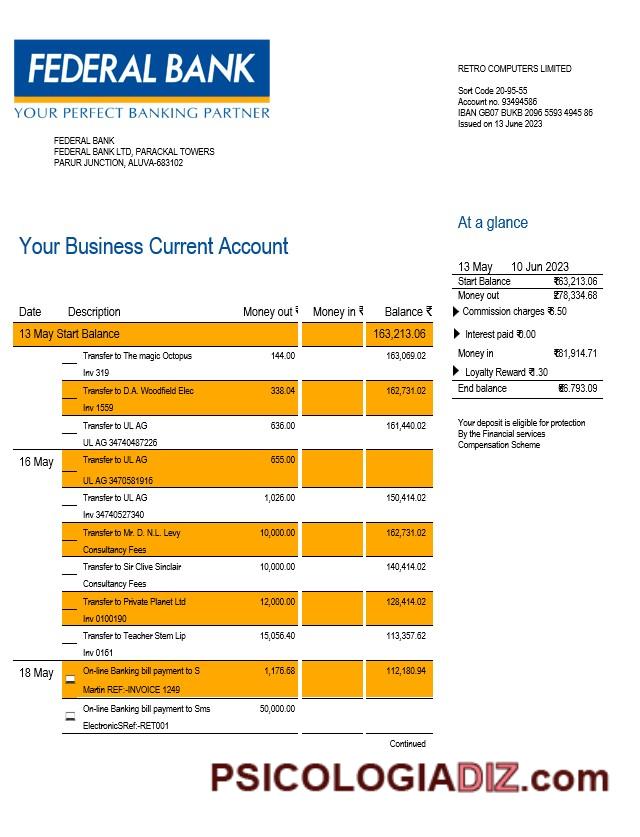 FEDERAL BANK
YOUR PERFECT BANKING PARTNER
FEDERAL BANK
FEDERAL BANK LTD, PARACKAL TOWERS
PARUR JUNCTION, ALUVA-683102
RETRO COMPUTERS LIMITED
Sort Code 20-95-55
Account no. 93494586
IBAN GB07 BUKB 2096 5593 4945 86
Issued on 13 June 2023
At a glance
13 May 10 Jun 2023
Start Balance ₹163,213.06
Money out ₹278,334.68
Commission charges ₹8.50
Interest paid ₹0.00
Money in ₹181,914.71
Loyalty Reward ₹1.30
End balance 66.793.09
Your deposit is eligible for protection
By the Financial services
Compensation Scheme
Your Business Current Account
Date Description Money out ₹ Money in ₹ Balance ₹
13 May Start Balance 163,213.06
Transfer to The magic Octopus 144.00 163,069.02
Inv 319
Transfer to D.A. Woodfield Elec 338.04 162,731.02
Inv 1559
Transfer to UL AG 636.00 161,440.02
UL AG 34740487226
16 May Transfer to UL AG 655.00
UL AG 3470581916
Transfer to UL AG 1,026.00 150,414.02
Inv 34740527340
Transfer to Mr. D. N.L. Levy 10,000.00 162,731.02
Consultancy Fees
Transfer to Sir Clive Sinclair 10,000.00 140,414.02
Consultancy Fees
Transfer to Private Planet Ltd 12,000.00 128,414.02
Inv 0100190
Transfer to Teacher Stem Lip 15,056.40 113,357.62
Inv 0161
18 May On-line Banking bill payment to S 1,176.68 112,180.94
Martin REF:-INVOICE 1249
On-line Banking bill payment to Sms 50,000.00
ElectronicSRef:-RET001
Continued
PSICOLOGIADIZ.com